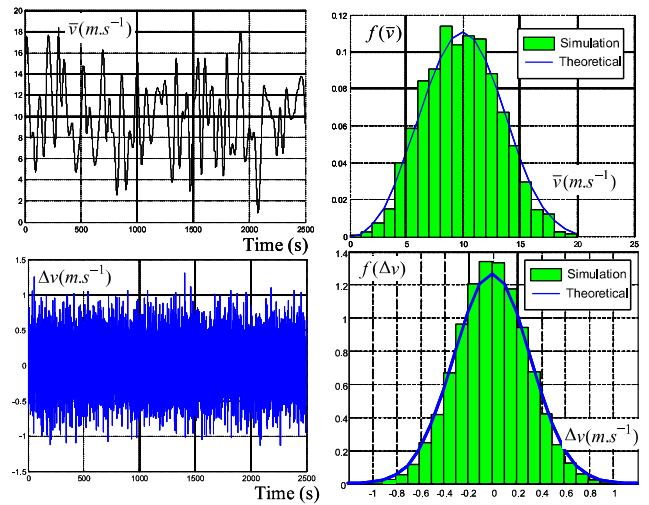 v̅(m.s⁻¹)
20
18
16
14
12
10
8
6
4
2
0
0 500 1000 1500 2000 2500
Time (s)
f(v̅)
Simulation
Theoretical
0.12
0.1
0.08
0.06
0.04
0.02
0
v̅(m.s⁻¹)
0 5 10 15 20 25
Δv(m.s⁻¹)
1.5
1
0.5
0
-0.5
-1
-1.5
0 500 1000 1500 2000 2500
Time (s)
f(Δv)
Simulation
Theoretical
1.4
1.2
1
0.8
0.6
0.4
0.2
0
Δv(m.s⁻¹)
-1 -0.8 -0.6 -0.4 -0.2 0 0.2 0.4 0.6 0.8 1